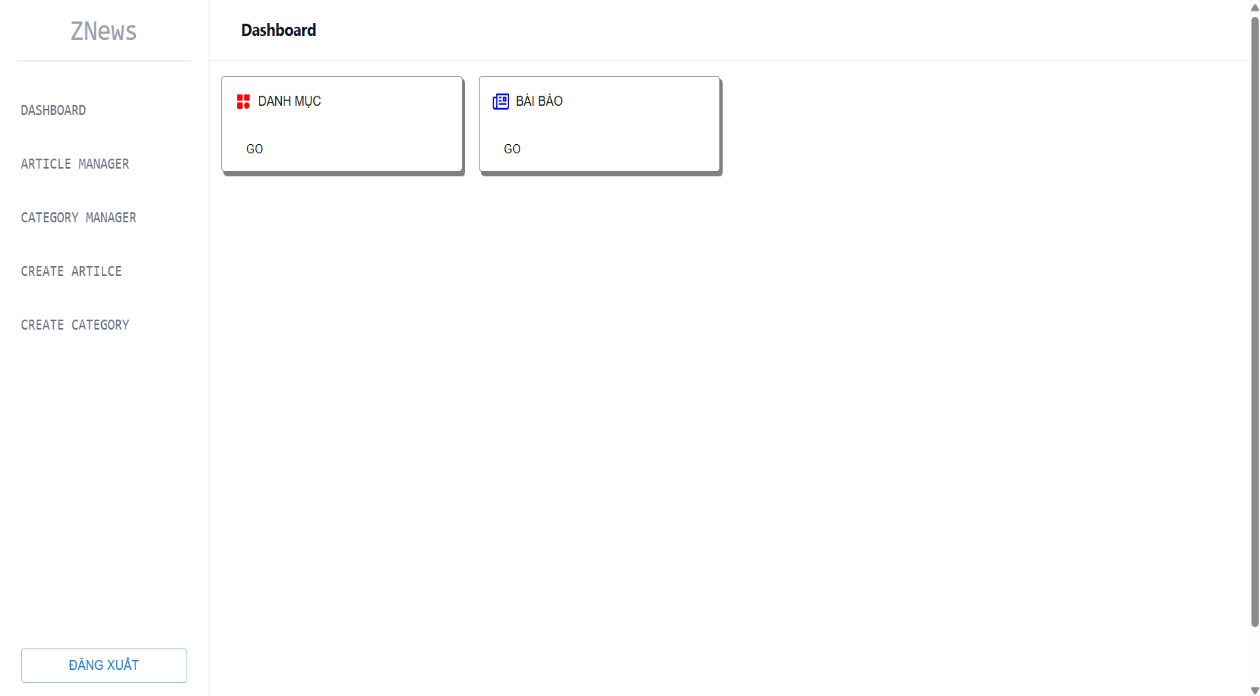 ZNews
DASHBOARD
ARTICLE MANAGER
CATEGORY MANAGER
CREATE ARTILCE
CREATE CATEGORY
ĐĂNG XUẤT
Dashboard
DANH MỤC
GO
BÀI BÁO
GO